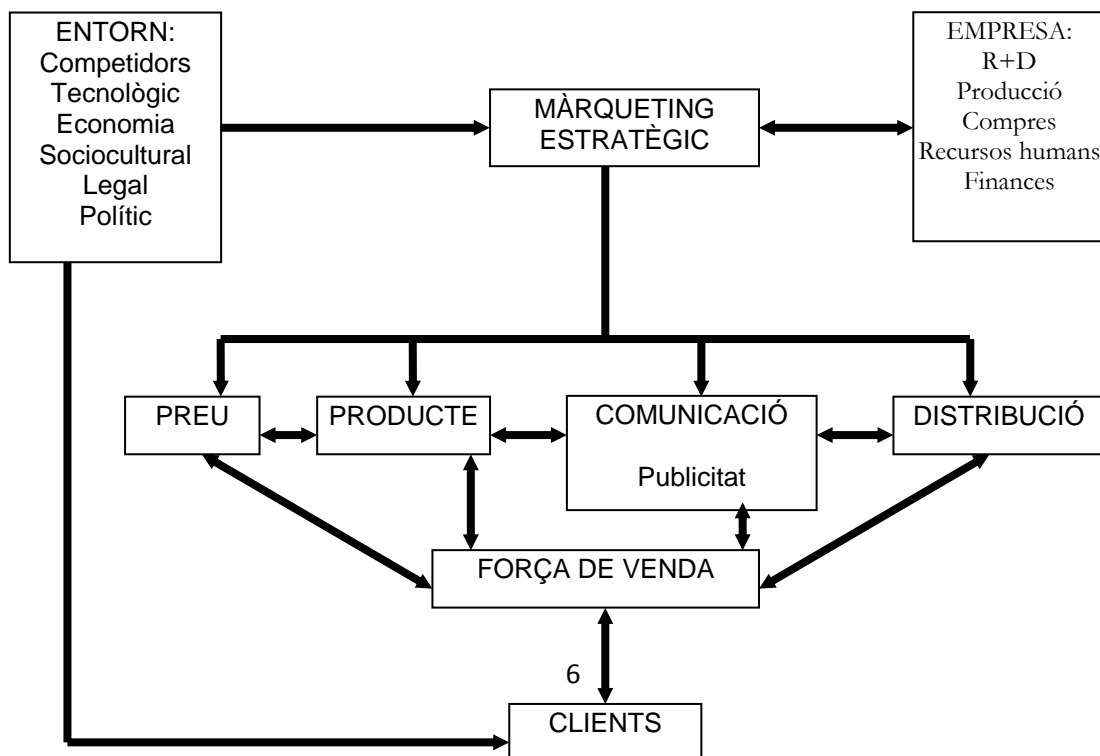 ENTORN:
Competidors
Tecnològic
Economia
Sociocultural
Legal
Polític
MÀRQUETING
ESTRATÈGIC
EMPRESA:
R+D
Producció
Compres
Recursos humans
Finances
PREU
PRODUCTE
COMUNICACIÓ
Publicitat
DISTRIBUCIÓ
FORÇA DE VENDA
6
CLIENTS